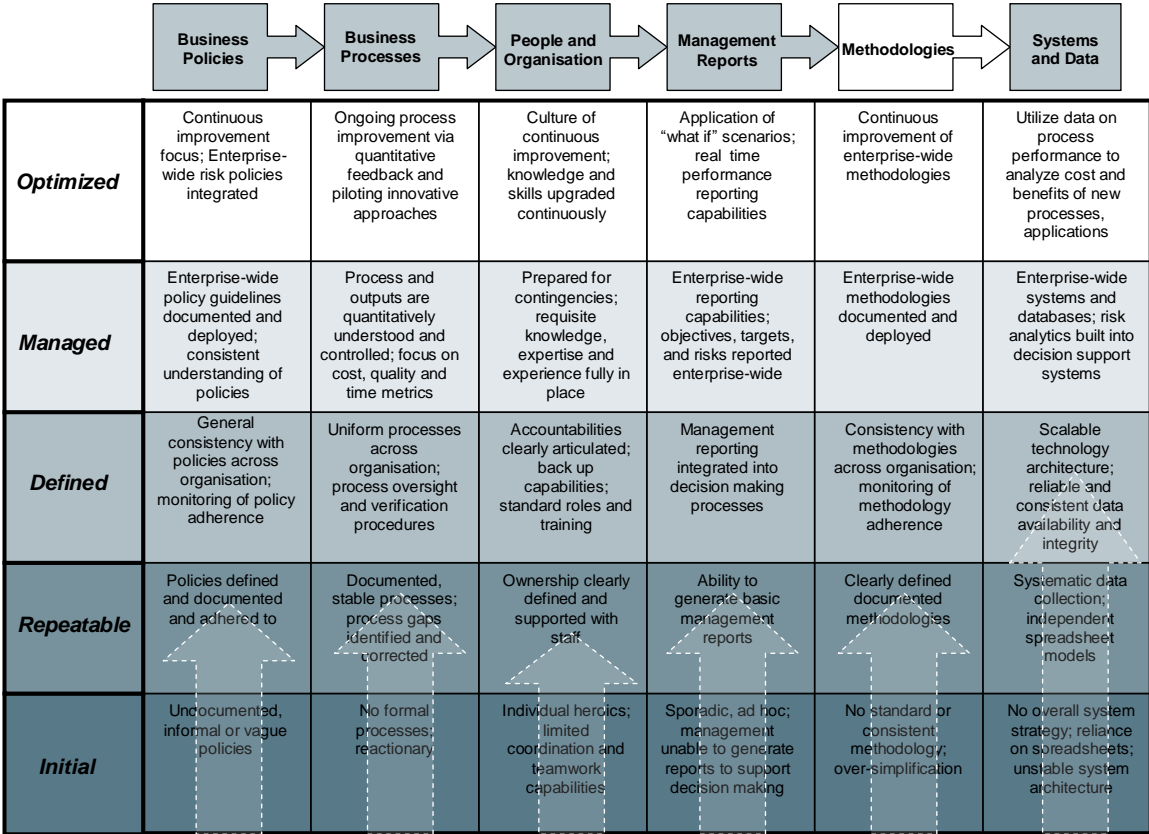 Business
Policies
Business
Processes
People and
Organisation
Management
Reports
Methodologies
Systems
and Data
Optimized
Continuous
improvement
focus; Enterprise-
wide risk policies
integrated
Ongoing process
improvement via
quantitative
feedback and
piloting innovative
approaches
Culture of
continuous
improvement;
knowledge and
skills upgraded
continuously
Application of
“what if” scenarios;
real time
performance
reporting
capabilities
Continuous
improvement of
enterprise-wide
methodologies
Utilize data on
process
performance to
analyze cost and
benefits of new
processes,
applications
Managed
Enterprise-wide
policy guidelines
documented and
deployed;
consistent
understanding of
policies
Process and
outputs are
quantitatively
understood and
controlled; focus on
cost, quality and
time metrics
Prepared for
contingencies;
requisite
knowledge,
expertise and
experience fully in
place
Enterprise-wide
reporting
capabilities;
objectives, targets,
and risks reported
enterprise-wide
Enterprise-wide
methodologies
documented and
deployed
Enterprise-wide
systems and
databases; risk
analytics built into
decision support
systems
Defined
General
consistency with
policies across
organisation;
monitoring of policy
adherence
Uniform processes
across
organisation;
process oversight
and verification
procedures
Accountabilities
clearly articulated;
back up
capabilities;
standard roles and
training
Management
reporting
integrated into
decision making
processes
Consistency with
methodologies
across organisation;
monitoring of
methodology
adherence
Scalable
technology
architecture;
reliable and
consistent data
availability and
integrity
Repeatable
Policies defined
and documented
and adhered to
Documented,
stable processes;
process gaps
identified and
corrected
Ownership clearly
defined and
supported with
staff
Ability to
generate basic
management
reports
Clearly defined
documented
methodologies
Systematic data
collection;
independent
spreadsheet
models
Initial
Undocumented,
informal or vague
policies
No formal
processes;
reactionary
Individual heroics;
limited
coordination and
teamwork
capabilities
Sporadic, ad hoc;
management
unable to generate
reports to support
decision making
No standard or
consistent
methodology;
over-simplification
No overall system
strategy; reliance
on spreadsheets;
unstable system
architecture